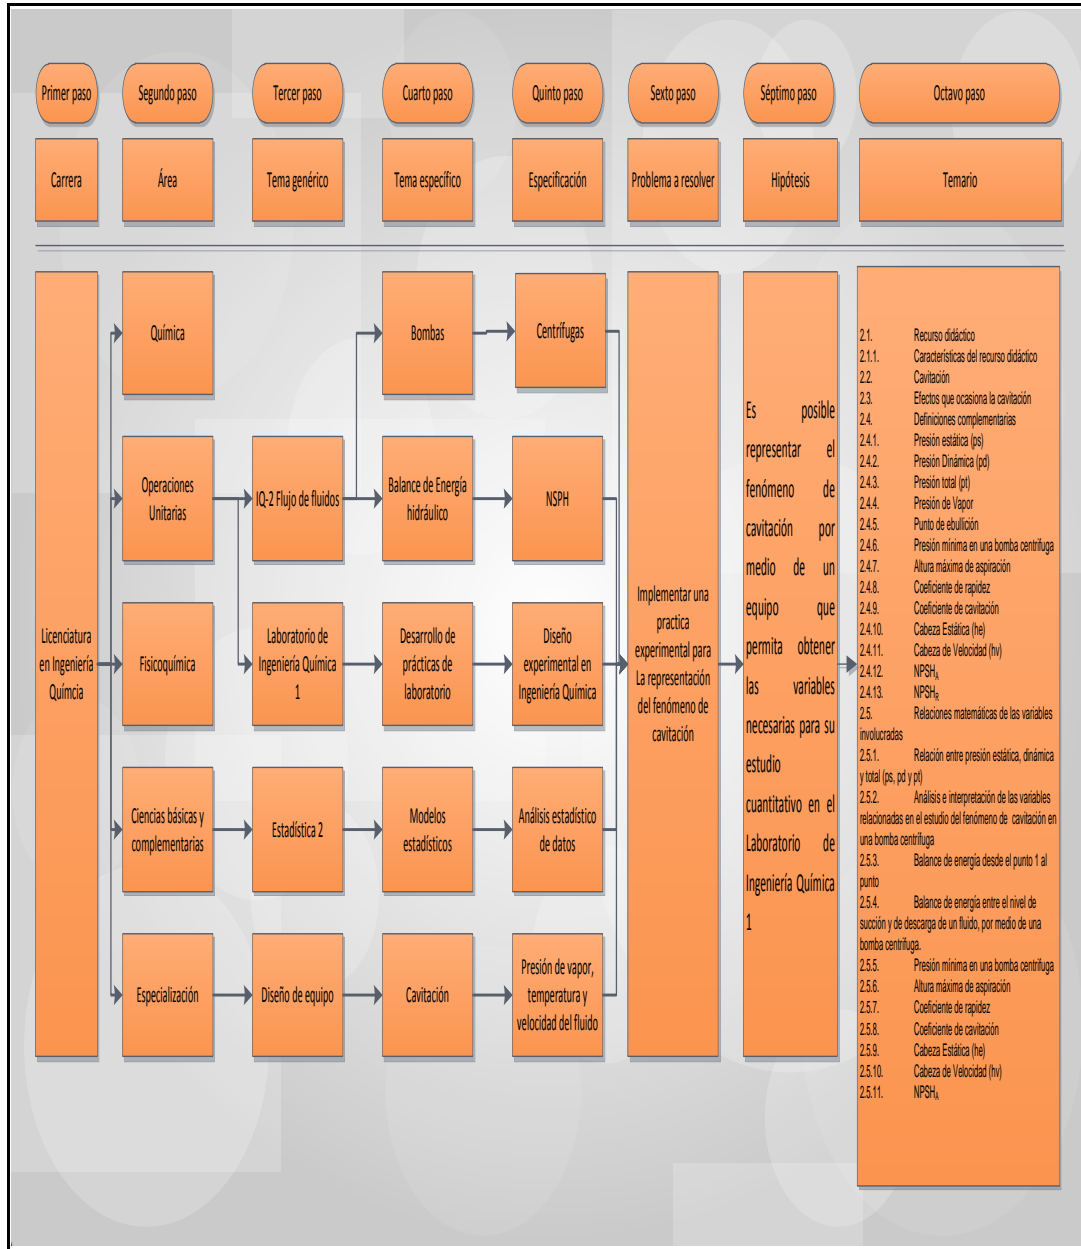 Primer paso
Segundo paso
Tercer paso
Cuarto paso
Quinto paso
Sexto paso
Séptimo paso
Octavo paso
Carrera
Área
Tema genérico
Tema específico
Especificación
Problema a resolver
Hipótesis
Temario
Licenciatura
en Ingeniería
Químcia
Química
Operaciones
Unitarias
Fisicoquímica
Ciencias básicas y
complementarias
Especialización
IQ-2 Flujo de fluidos
Laboratorio de
Ingeniería Química
1
Estadística 2
Diseño de equipo
Bombas
Balance de Energía
hidráulico
Desarrollo de
prácticas de
laboratorio
Modelos
estadísticos
Cavitación
Centrífugas
NSPH
Diseño
experimental en
Ingeniería Química
Análisis estadístico
de datos
Presión de vapor,
temperatura y
velocidad del fluido
Implementar una
practica
experimental para
La representación
del fenómeno de
cavitación
Es posible
representar el
fenómeno de
cavitación por
medio de un
equipo que
permita obtener
las variables
necesarias para su
estudio
cuantitativo en el
Laboratorio de
Ingeniería Química
1
2.1. Recurso didáctico
2.1.1. Características del recurso didáctico
2.2. Cavitación
2.3. Efectos que ocasiona la cavitación
2.4. Definiciones complementarias
2.4.1. Presión estática (ps)
2.4.2. Presión Dinámica (pd)
2.4.3. Presión total (pt)
2.4.4. Presión de Vapor
2.4.5. Punto de ebullición
2.4.6. Presión mínima en una bomba centrifuga
2.4.7. Altura máxima de aspiración
2.4.8. Coeficiente de rapidez
2.4.9. Coeficiente de cavitación
2.4.10. Cabeza Estática (he)
2.4.11. Cabeza de Velocidad (hv)
2.4.12. NPSHA
2.4.13. NPSHR
2.5. Relaciones matemáticas de las variables
involucradas
2.5.1. Relación entre presión estática, dinámica
y total (ps, pd y pt)
2.5.2. Análisis e interpretación de las variables
relacionadas en el estudio del fenómeno de cavitación en
una bomba centrífuga
2.5.3. Balance de energía desde el punto 1 al
punto
2.5.4. Balance de energía entre el nivel de
succión y de descarga de un fluido, por medio de una
bomba centrifuga.
2.5.5. Presión mínima en una bomba centrifuga
2.5.6. Altura máxima de aspiración
2.5.7. Coeficiente de rapidez
2.5.8. Coeficiente de cavitación
2.5.9. Cabeza Estática (he)
2.5.10. Cabeza de Velocidad (hv)
2.5.11. NPSHA